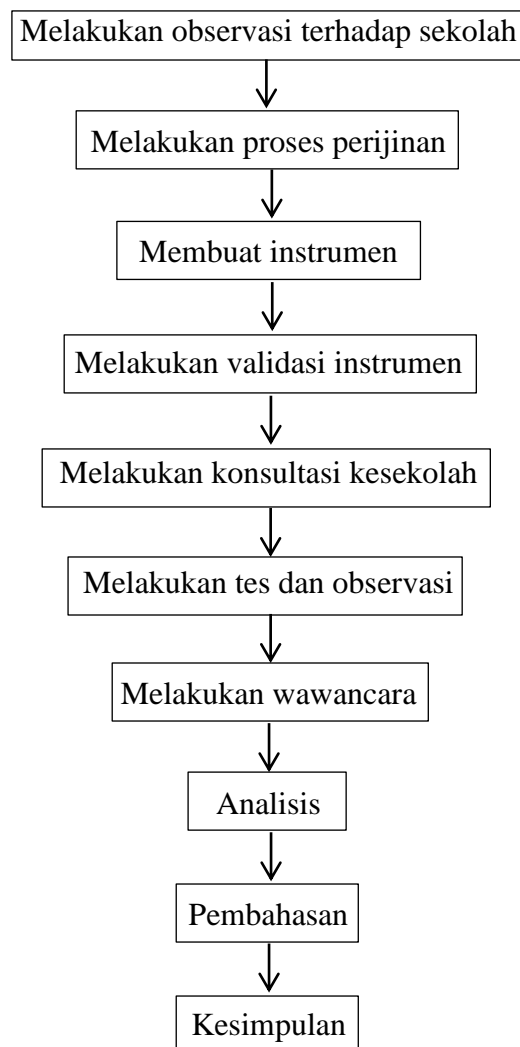 Melakukan observasi terhadap sekolah
Melakukan proses perijinan
Membuat instrumen
Melakukan validasi instrumen
Melakukan konsultasi kesekolah
Melakukan tes dan observasi
Melakukan wawancara
Analisis
Pembahasan
Kesimpulan